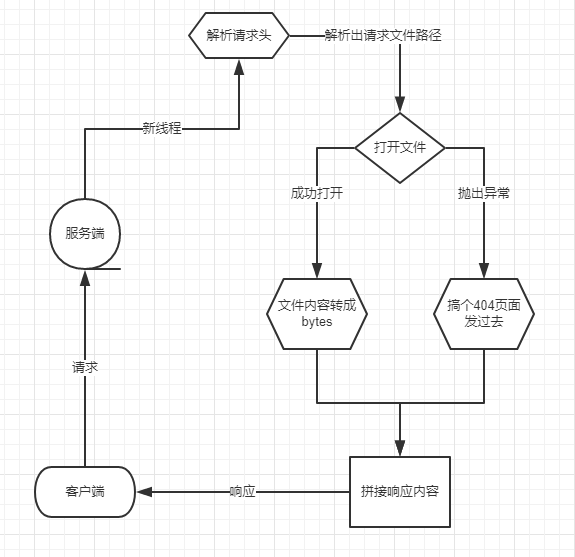 解析请求头
解析出请求文件路径
新线程
打开文件
成功打开
抛出异常
服务端
文件内容转成
bytes
搞个404页面
发过去
请求
客户端
响应
拼接响应内容